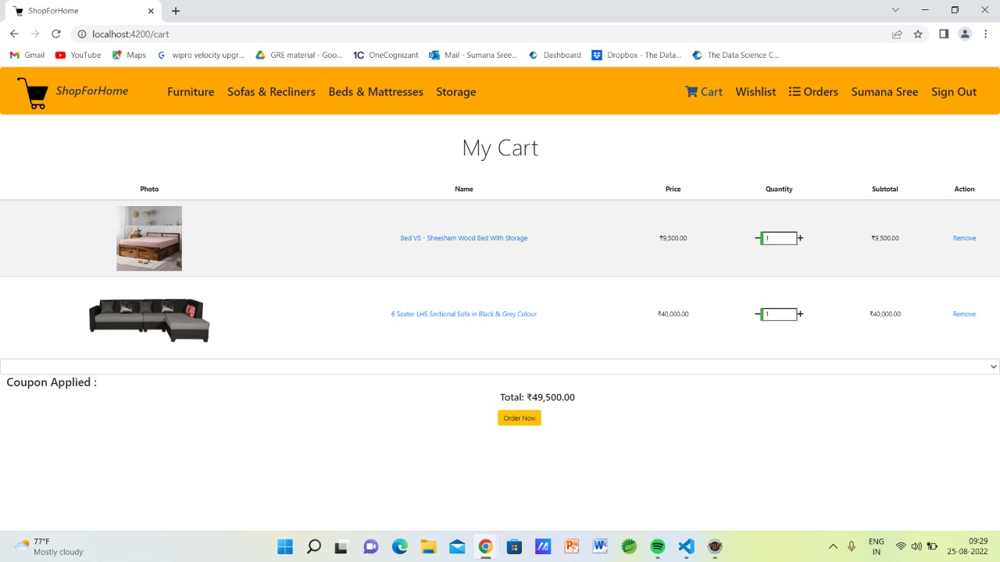 ShopForHome
localhost:4200/cart
Gmail YouTube Maps wipro velocity upgr... GRE material - Goo... 1C OneCognizant Mail - Sumana Sree... Dashboard Dropbox - The Data... The Data Science C...
ShopForHome Furniture Sofas & Recliners Beds & Mattresses Storage Cart Wishlist Orders Sumana Sree Sign Out
My Cart
Photo Name Price Quantity Subtotal Action
Bed VS - Sheesham Wood Bed With Storage ₹9,500.00 1 ₹9,500.00 Remove
6 Seater LHS Sectional Sofa in Black & Grey Colour ₹40,000.00 1 ₹40,000.00 Remove
Coupon Applied :
Total: ₹49,500.00
Order Now
77°F
Mostly cloudy
ENG
IN
09:29
25-08-2022